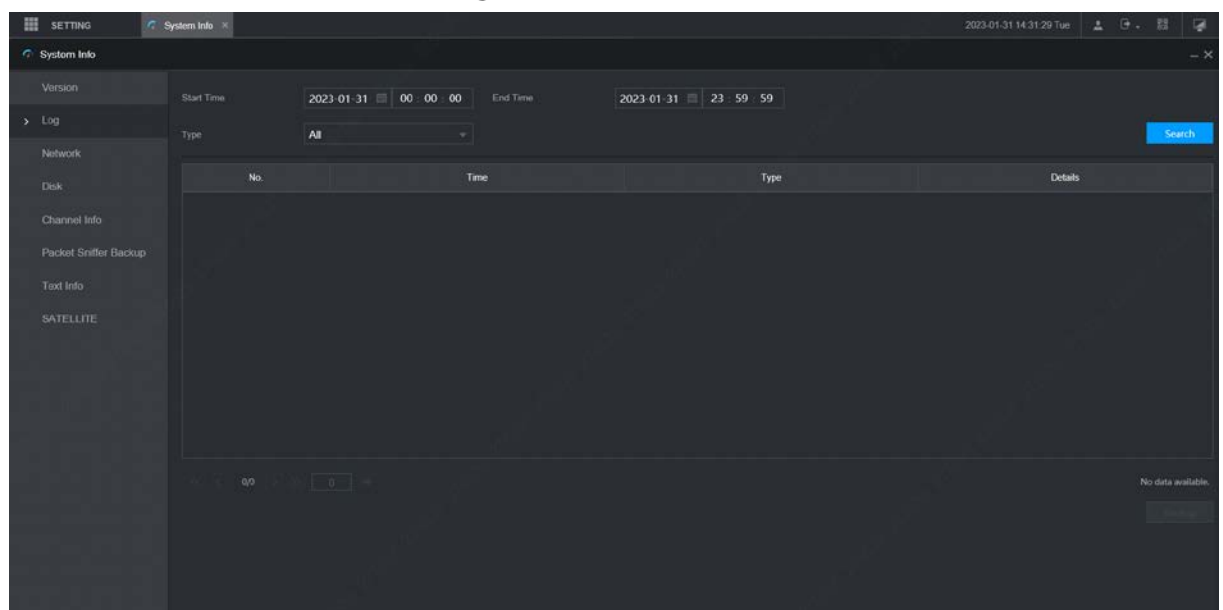 SETTING System Info × 2023-01-31 14:31:29 Tue
System Info
Version
Log
Network
Disk
Channel Info
Packet Sniffer Backup
Text Info
SATELLITE
Start Time 2023-01-31 00 : 00 : 00 End Time 2023-01-31 23 : 59 : 59
Type All
Search
No. Time Type Details
0/0 0 No data available.